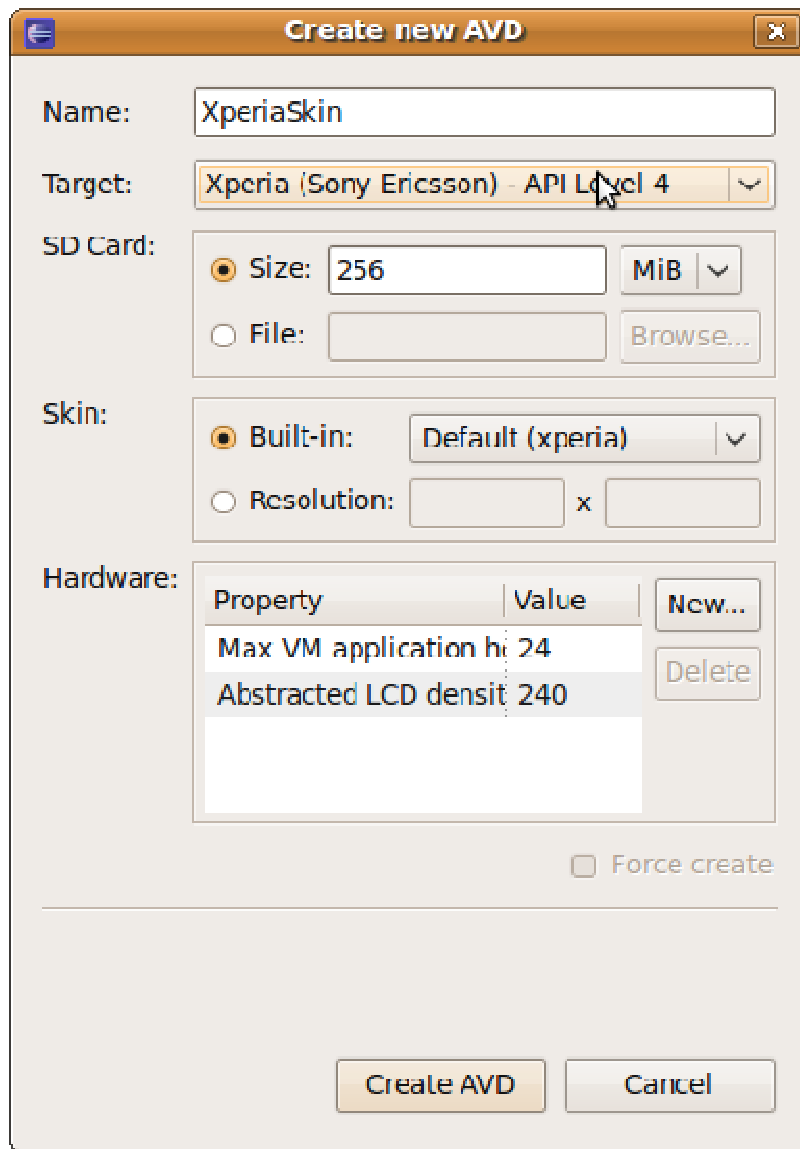 Create new AVD
Name: XperiaSkin
Target: Xperia (Sony Ericsson) - API Level 4
SD Card:
Size: 256 MiB
File: Browse...
Skin:
Built-in: Default (xperia)
Resolution: x
Hardware:
Property Value New...
Max VM application he 24
Abstracted LCD densit 240 Delete
Force create
Create AVD Cancel